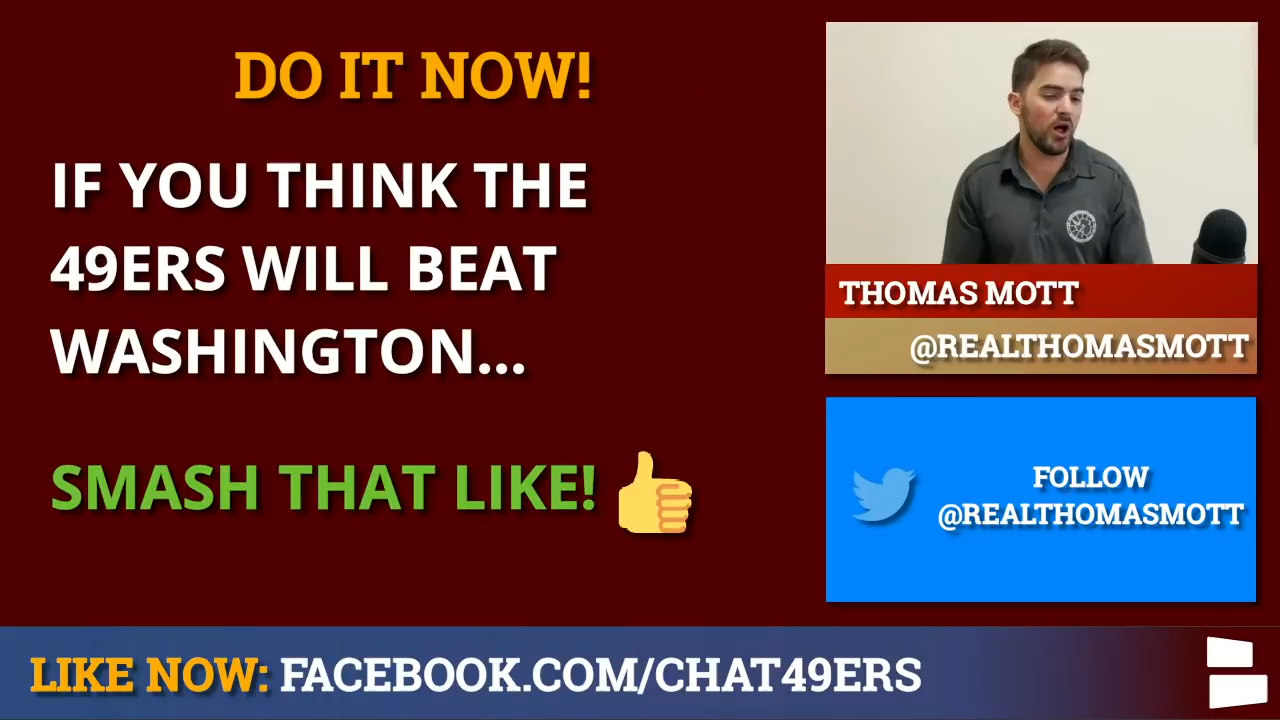 DO IT NOW!
IF YOU THINK THE
49ERS WILL BEAT
WASHINGTON...
SMASH THAT LIKE!
THOMAS MOTT
@REALTHOMASMOTT
FOLLOW
@REALTHOMASMOTT
LIKE NOW: FACEBOOK.COM/CHAT49ERS